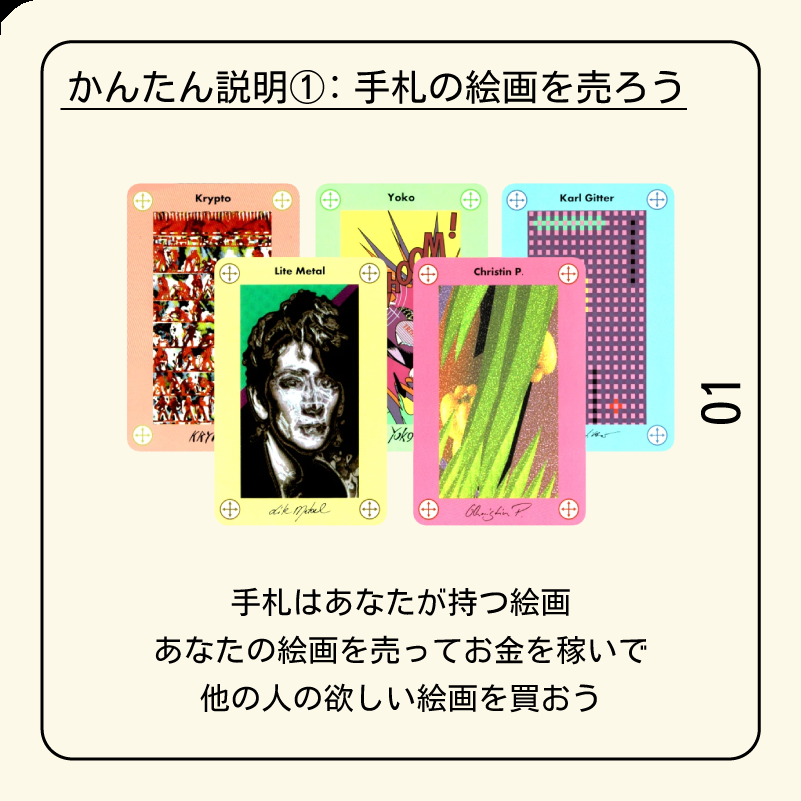 かんたん説明①: 手札の絵画を売ろう
Krypto
Yoko
Karl Gitter
Lite Metal
Christin P.
Lite Metal
Christin P.
01
手札はあなたが持つ絵画
あなたの絵画を売ってお金を稼いで
他の人の欲しい絵画を買おう